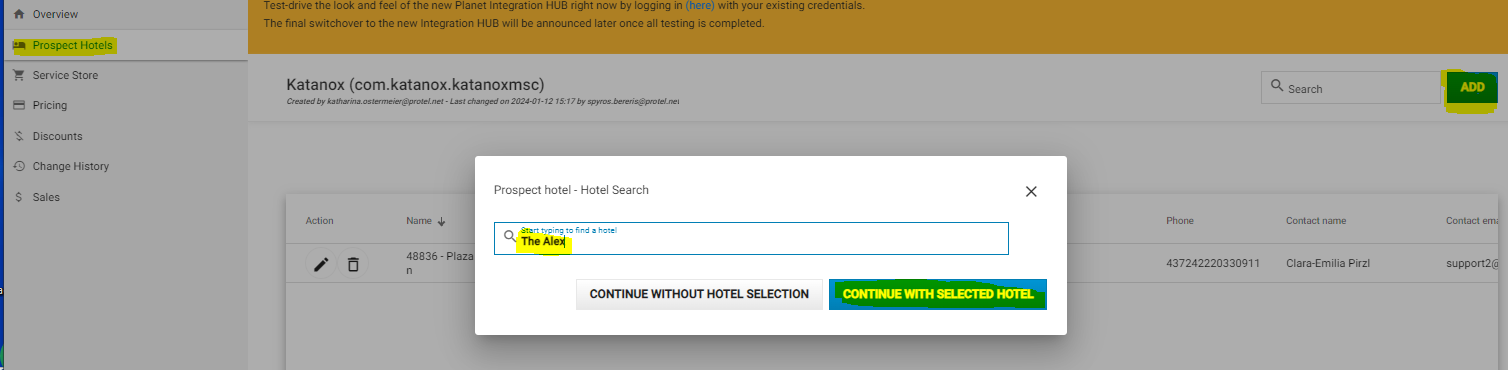 Overview
Prospect Hotels
Service Store
Pricing
Discounts
Change History
Sales
Test-drive the look and feel of the new Planet Integration HUB right now by logging in (here) with your existing credentials.
The final switchover to the new Integration HUB will be announced later once all testing is completed.
Katanox (com.katanox.katanoxmsc)
Created by katharina.ostermeier@protel.net - Last changed on 2024-01-12 15:17 by spyros.bereris@protel.net
Search
ADD
Prospect hotel - Hotel Search
Start typing to find a hotel
The Alex
CONTINUE WITHOUT HOTEL SELECTION
CONTINUE WITH SELECTED HOTEL
Action Name Phone Contact name Contact ema
48836 - Plaza 437242220330911 Clara-Emilia Pirzl support2@
n